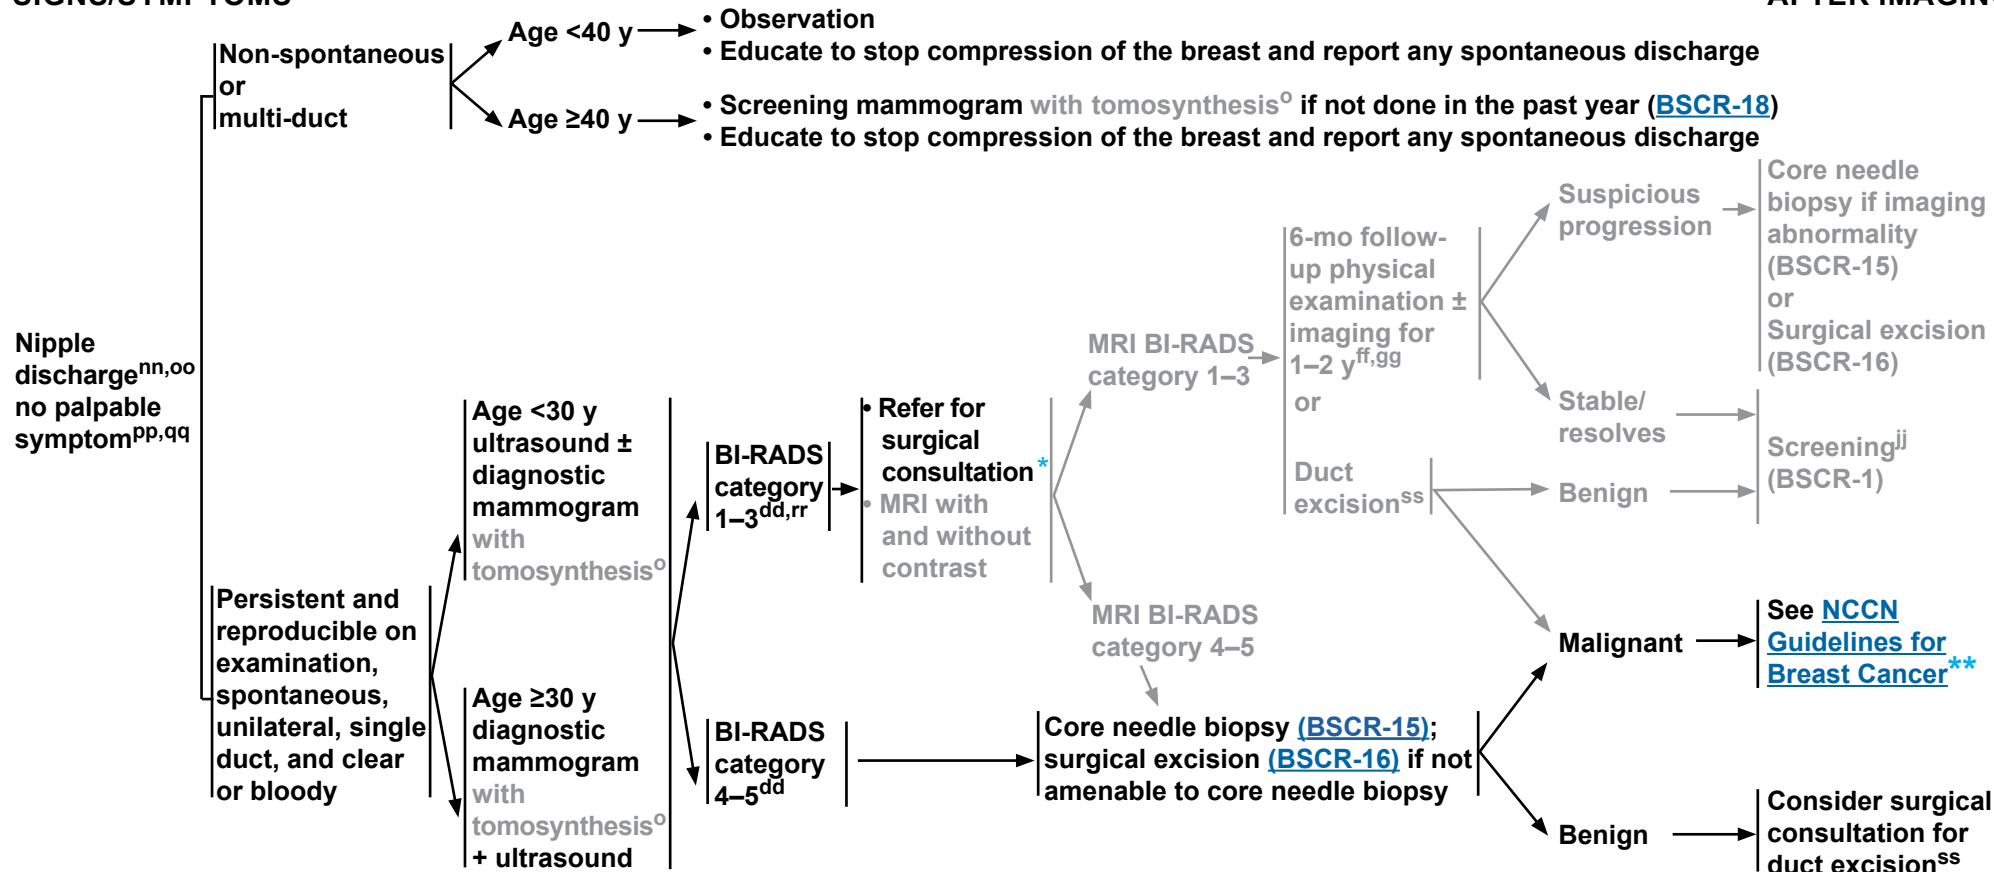 SIGNS/SYMPTOMS
AFTER IMAGING
Non-spontaneous
or
multi-duct
Age <40 y
• Observation
• Educate to stop compression of the breast and report any spontaneous discharge
Age ≥40 y
• Screening mammogram with tomosynthesis^o if not done in the past year (BSCR-18)
• Educate to stop compression of the breast and report any spontaneous discharge
Nipple
discharge^nn,oo
no palpable
symptom^pp,qq
Persistent and
reproducible on
examination,
spontaneous,
unilateral, single
duct, and clear
or bloody
Age <30 y
ultrasound ±
diagnostic
mammogram
with
tomosynthesis^o
Age ≥30 y
diagnostic
mammogram
with
tomosynthesis^o
+ ultrasound
BI-RADS
category
1–3^dd,rr
• Refer for
surgical
consultation*
• MRI with
and without
contrast
MRI BI-RADS
category 1–3
6-mo follow-
up physical
examination ±
imaging for
1–2 y^ff,gg
or
Duct
excision^ss
Suspicious
progression
Core needle
biopsy if imaging
abnormality
(BSCR-15)
or
Surgical excision
(BSCR-16)
Stable/
resolves
Benign
Screening^jj
(BSCR-1)
MRI BI-RADS
category 4–5
BI-RADS
category
4–5^dd
Core needle biopsy (BSCR-15);
surgical excision (BSCR-16) if not
amenable to core needle biopsy
Malignant
See NCCN
Guidelines for
Breast Cancer**
Benign
Consider surgical
consultation for
duct excision^ss